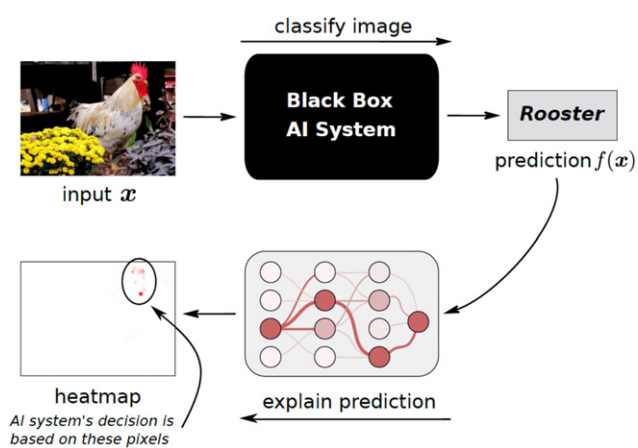 classify image
Black Box
AI System
Rooster
input x
prediction f(x)
heatmap
AI system's decision is
based on these pixels
explain prediction